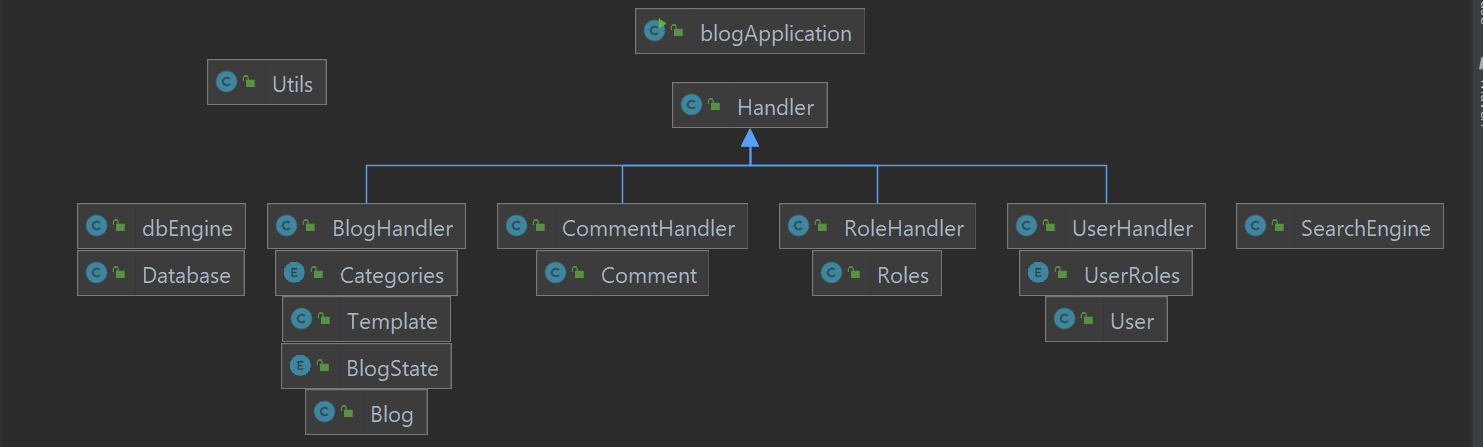 blogApplication
Utils
Handler
dbEngine
BlogHandler
CommentHandler
RoleHandler
UserHandler
SearchEngine
Database
Categories
Comment
Roles
UserRoles
Template
User
BlogState
Blog